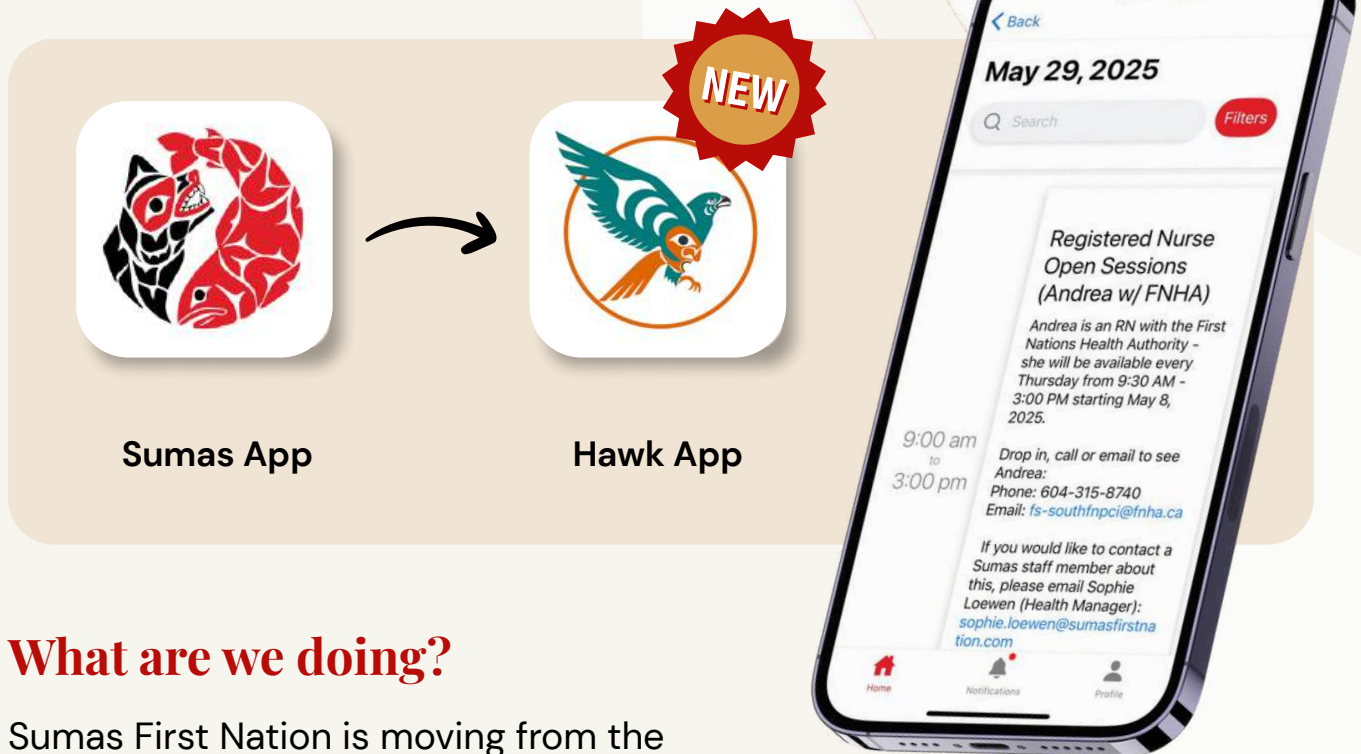 NEW
Sumas App
Hawk App
Back
May 29, 2025
Search
Filters
9:00 am
to
3:00 pm
Registered Nurse
Open Sessions
(Andrea w/ FNHA)
Andrea is an RN with the First
Nations Health Authority -
she will be available every
Thursday from 9:30 AM -
3:00 PM starting May 8,
2025.
Drop in, call or email to see
Andrea:
Phone: 604-315-8740
Email: fs-southfnpci@fnha.ca
If you would like to contact a
Sumas staff member about
this, please email Sophie
Loewen (Health Manager):
sophie.loewen@sumasfirstna
tion.com
Home
Notifications
Profile
What are we doing?
Sumas First Nation is moving from the